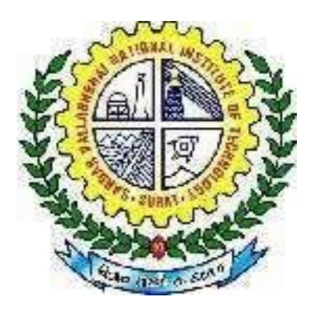 SARDAR VALLABHBHAI NATIONAL INSTITUTE OF TECHNOLOGY
· SURAT ·